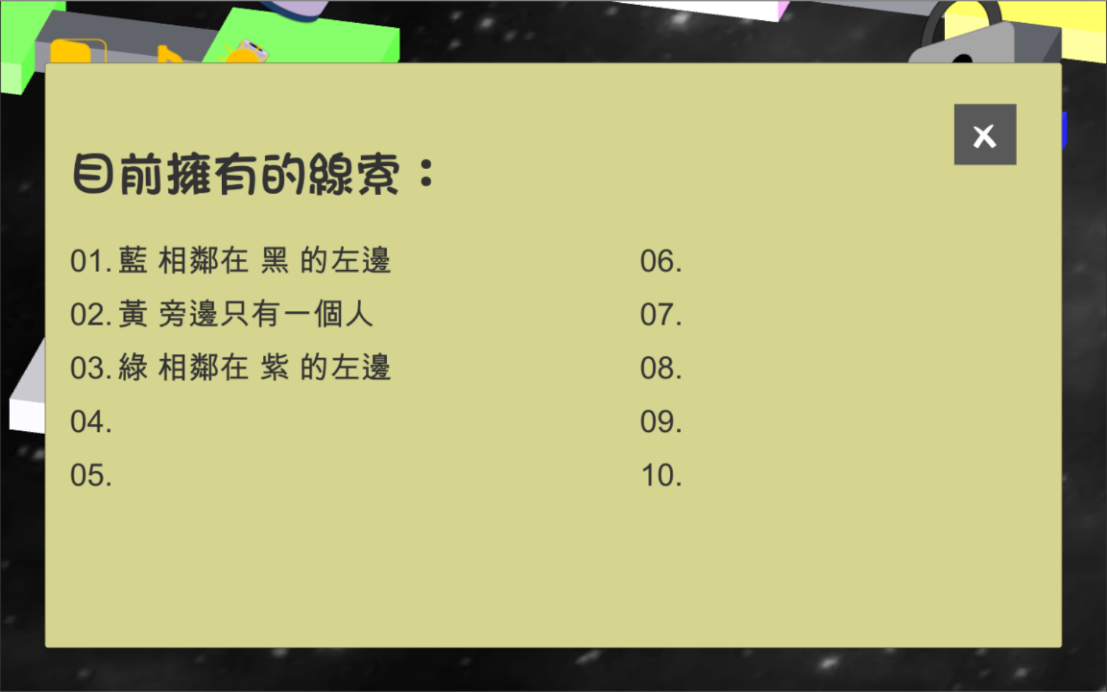 目前擁有的線索：
01. 藍 相鄰在 黑 的左邊
02. 黃 旁邊只有一個人
03. 綠 相鄰在 紫 的左邊
04.
05.
06.
07.
08.
09.
10.
X